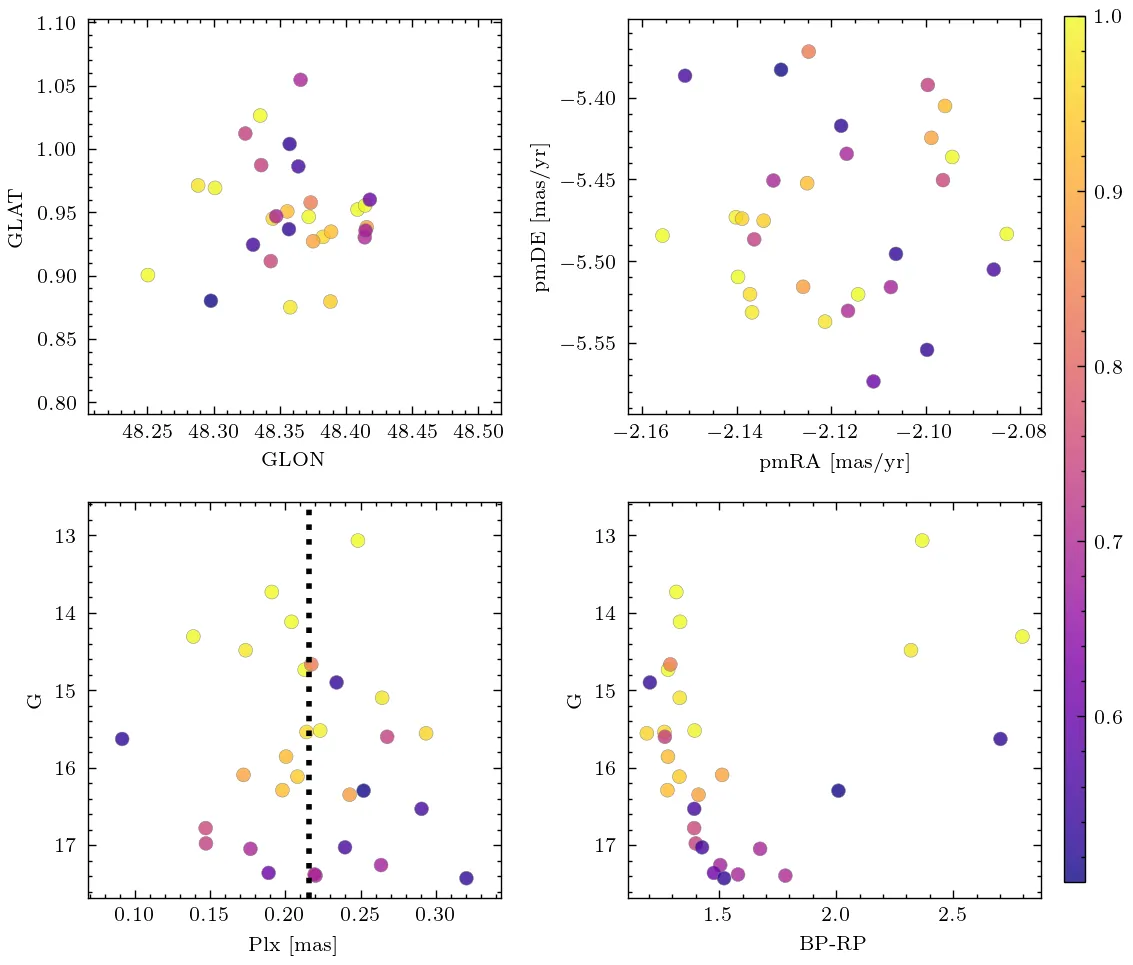 1.10
1.05
1.00
0.95
0.90
0.85
0.80
GLAT
48.25 48.30 48.35 48.40 48.45 48.50
GLON
−5.40
−5.45
−5.50
−5.55
pmDE [mas/yr]
−2.16 −2.14 −2.12 −2.10 −2.08
pmRA [mas/yr]
1.0
0.9
0.8
0.7
0.6
13
14
15
16
17
G
0.10 0.15 0.20 0.25 0.30
Plx [mas]
13
14
15
16
17
G
1.5 2.0 2.5
BP-RP